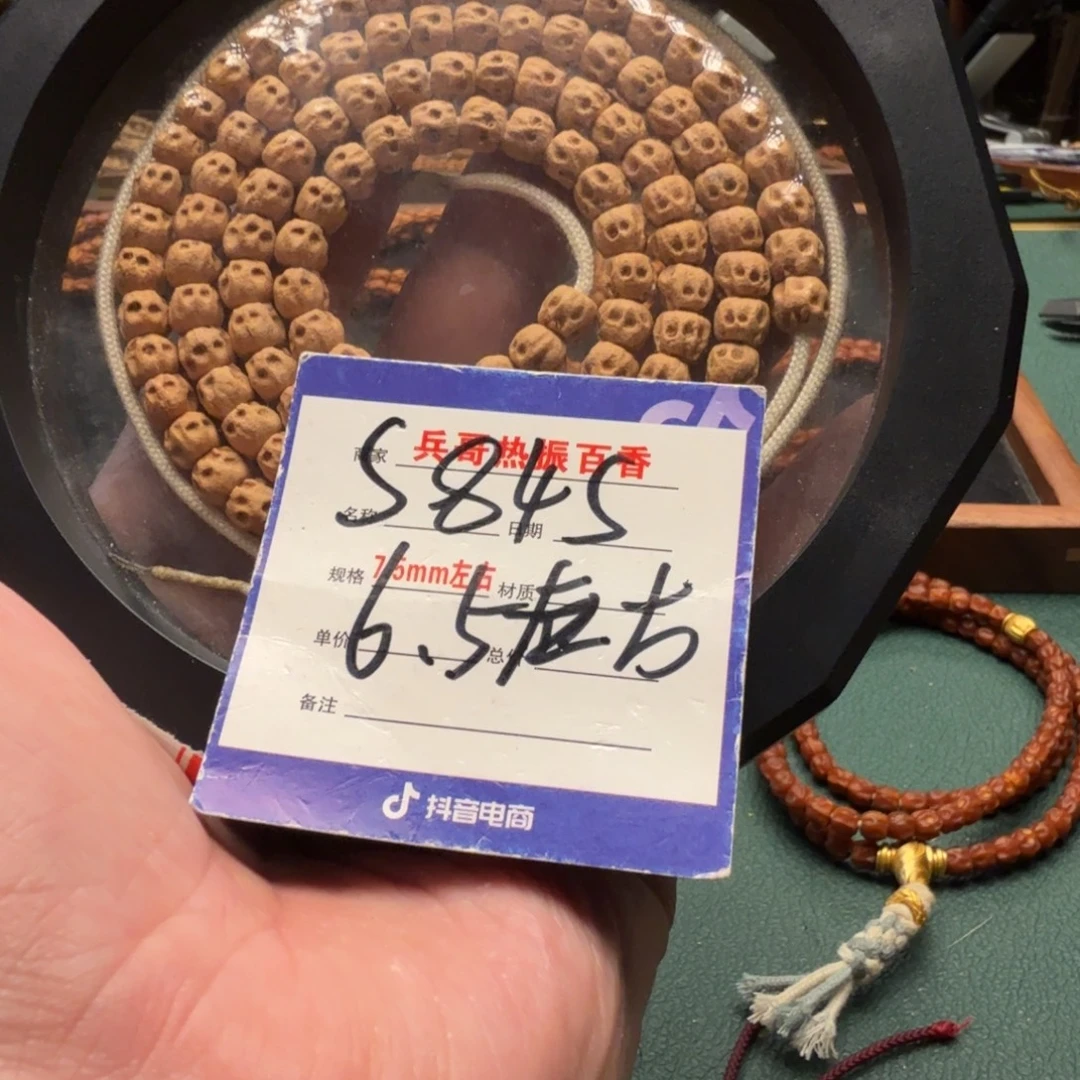 商家 兵哥热振百香
S845
名称 日期
规格 7.5mm左右 材质
6.5左右
单价 总价
备注
抖音电商